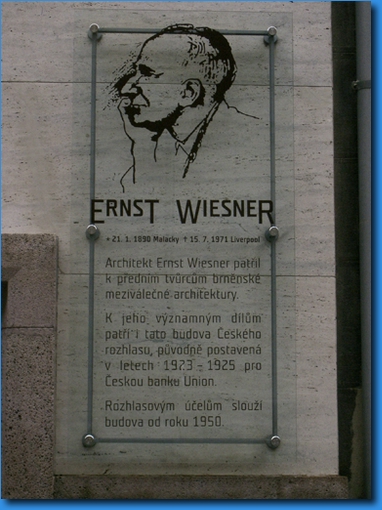 ERNST WIESNER
* 21. 1. 1890 Malacky † 15. 7. 1971 Liverpool
Architekt Ernst Wiesner patřil
k předním tvůrcům brněnské
meziválečné architektury.
K jeho významným dílům
patří i tato budova Českého
rozhlasu, původně postavená
v letech 1923 - 1925 pro
Českou banku Union.
Rozhlasovým účelům slouží
budova od roku 1950.